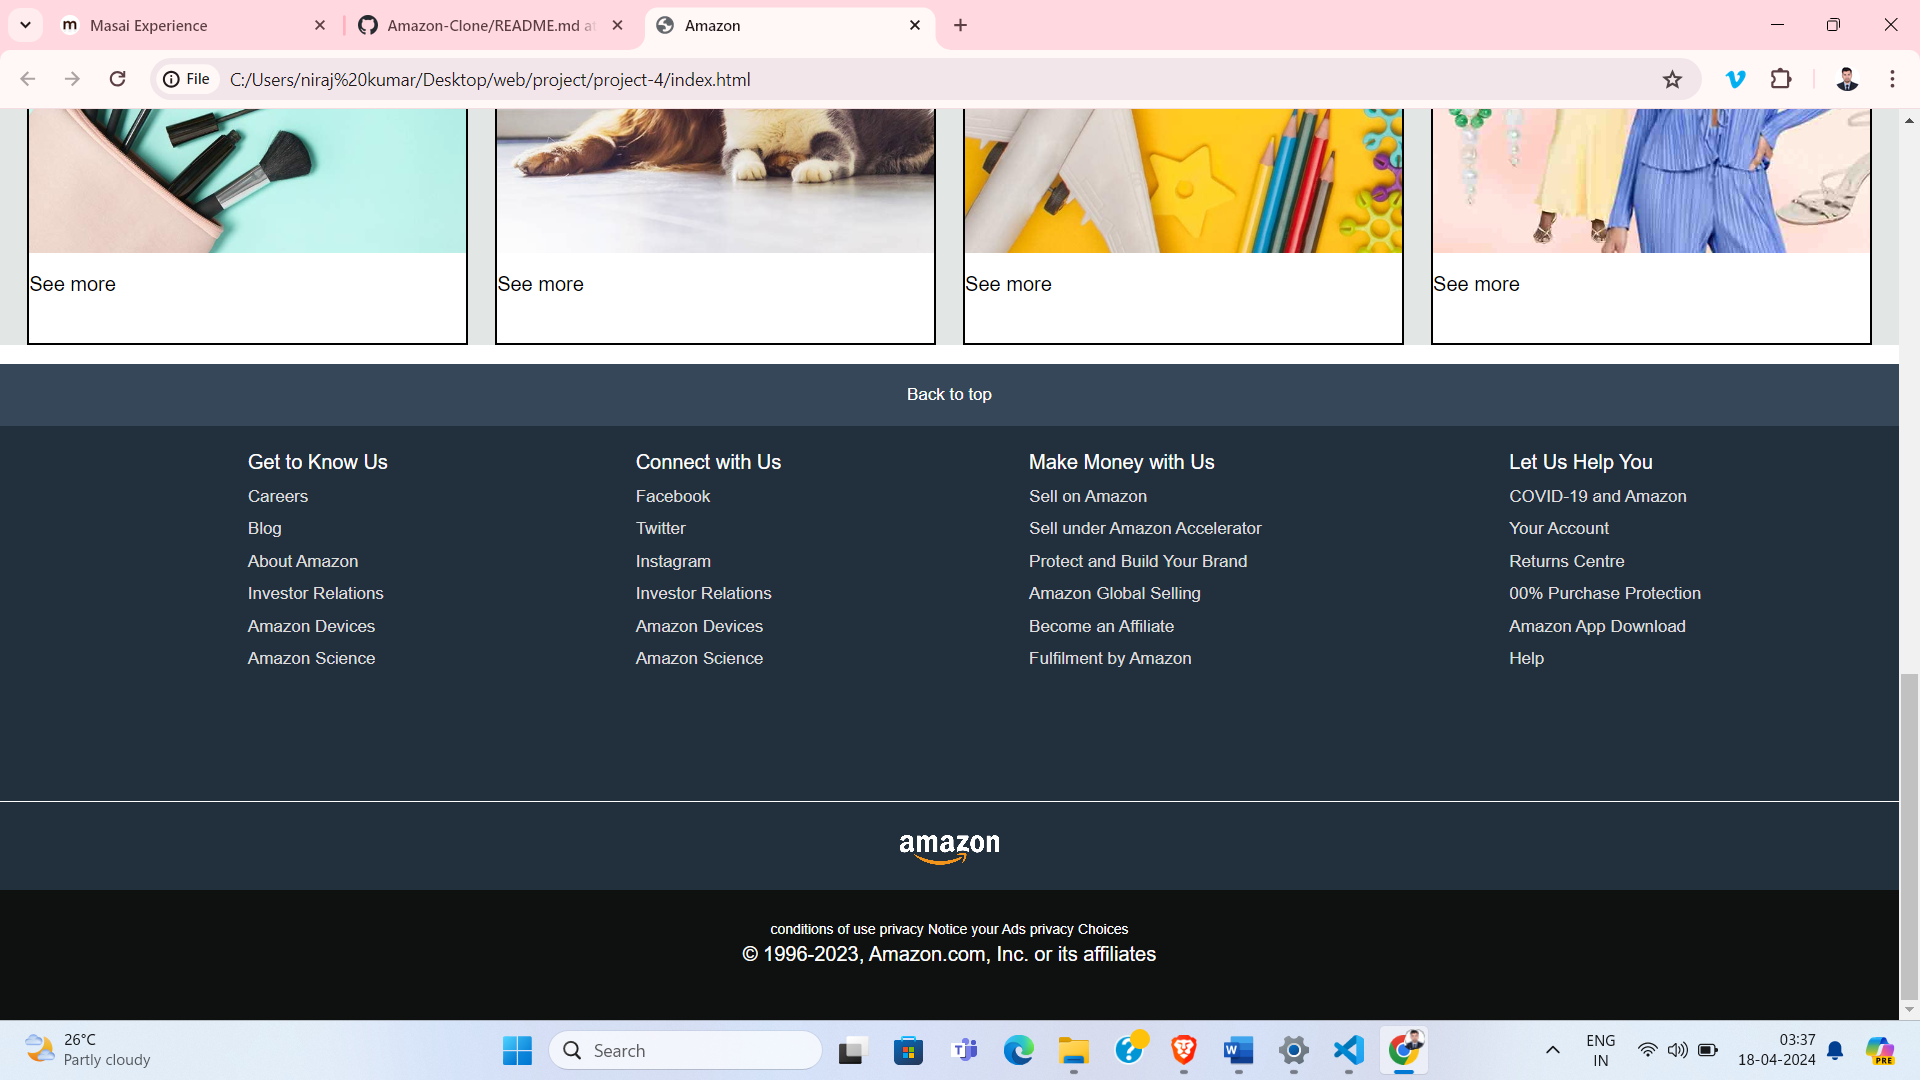 Masai Experience
Amazon-Clone/README.md at
Amazon
File
C:/Users/niraj%20kumar/Desktop/web/project/project-4/index.html
See more
See more
See more
See more
Back to top
Get to Know Us
Careers
Blog
About Amazon
Investor Relations
Amazon Devices
Amazon Science
Connect with Us
Facebook
Twitter
Instagram
Investor Relations
Amazon Devices
Amazon Science
Make Money with Us
Sell on Amazon
Sell under Amazon Accelerator
Protect and Build Your Brand
Amazon Global Selling
Become an Affiliate
Fulfilment by Amazon
Let Us Help You
COVID-19 and Amazon
Your Account
Returns Centre
00% Purchase Protection
Amazon App Download
Help
amazon
conditions of use privacy Notice your Ads privacy Choices
© 1996-2023, Amazon.com, Inc. or its affiliates
26°C
Partly cloudy
Search
ENG
IN
03:37
18-04-2024
PRE